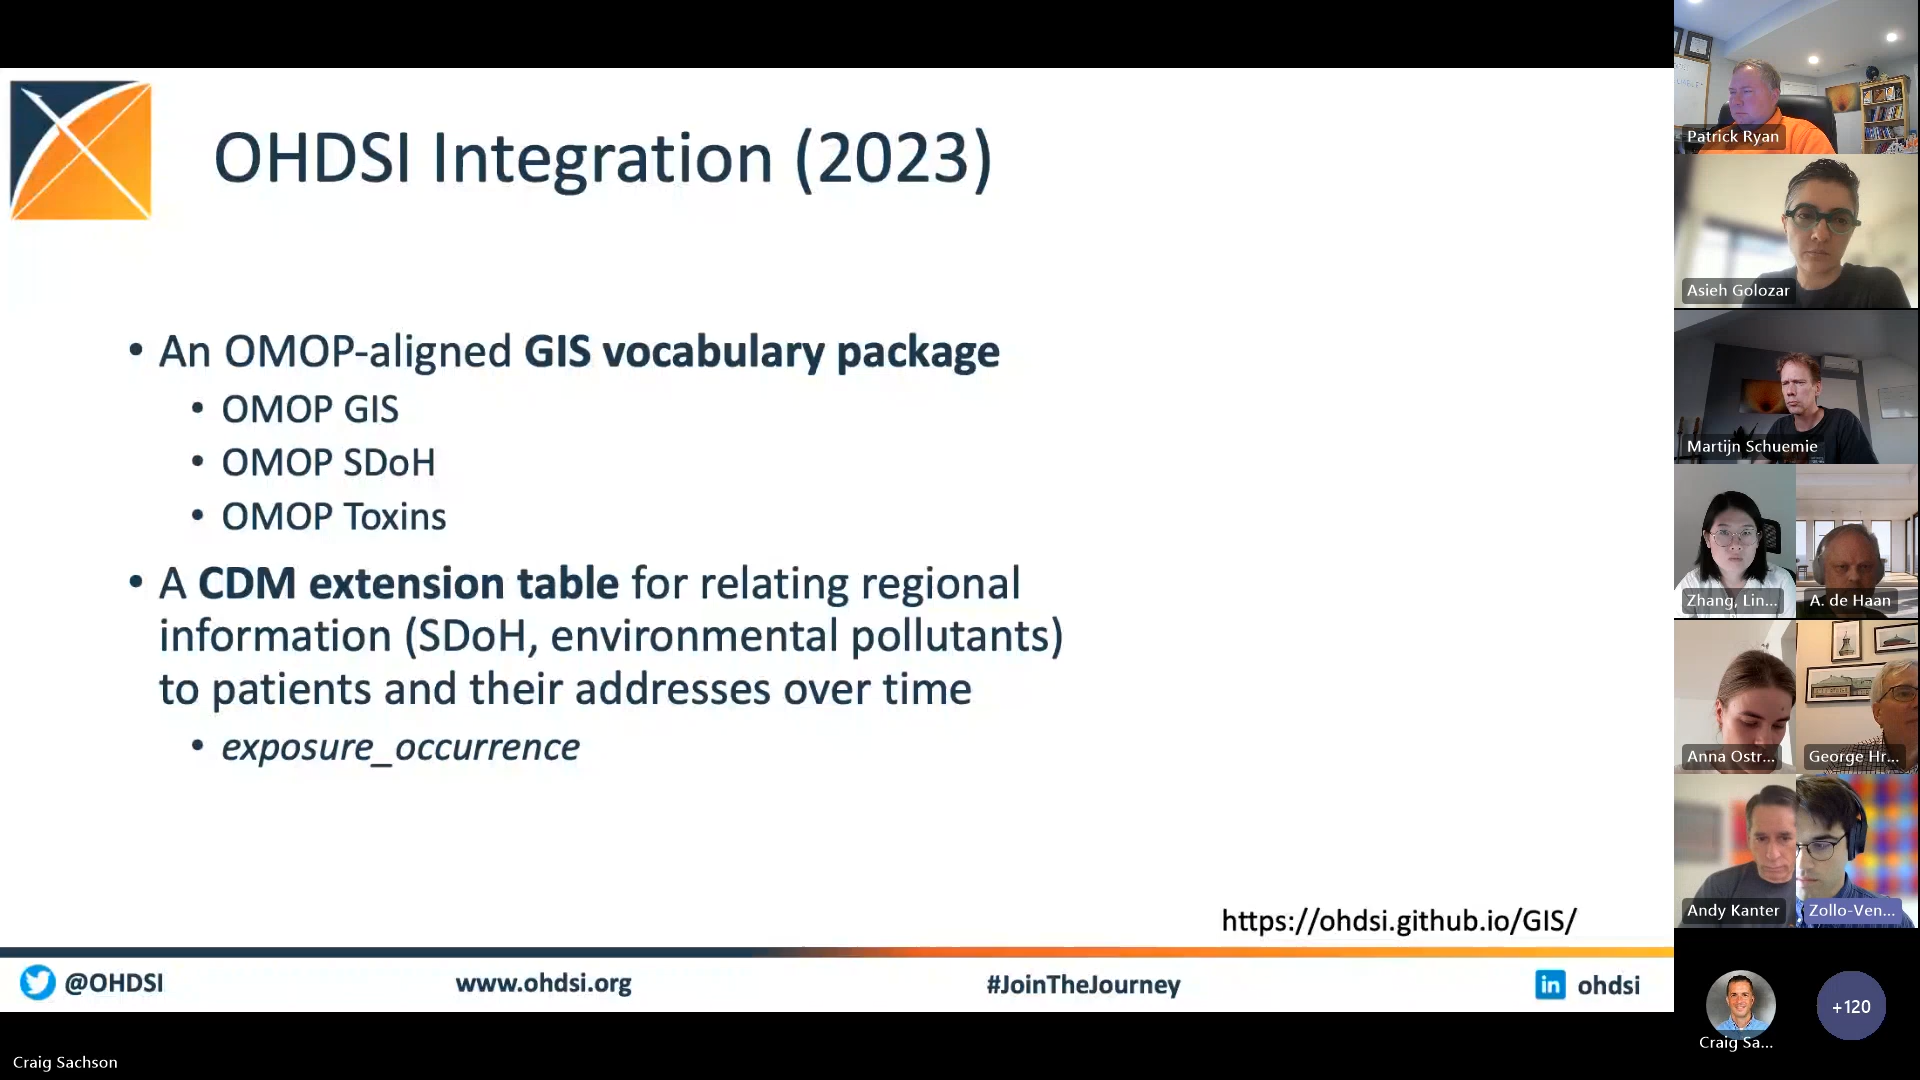 OHDSI Integration (2023)
• An OMOP-aligned GIS vocabulary package
• OMOP GIS
• OMOP SDoH
• OMOP Toxins
• A CDM extension table for relating regional
information (SDoH, environmental pollutants)
to patients and their addresses over time
• exposure_occurrence
https://ohdsi.github.io/GIS/
@OHDSI
www.ohdsi.org
#JoinTheJourney
in ohdsi
Craig Sachson
Patrick Ryan
Asieh Golozar
Martijn Schuemie
Zhang, Lin...
A. de Haan
Anna Ostr...
George Hr...
Andy Kanter
Zollo-Ven...
Craig Sa...
+120